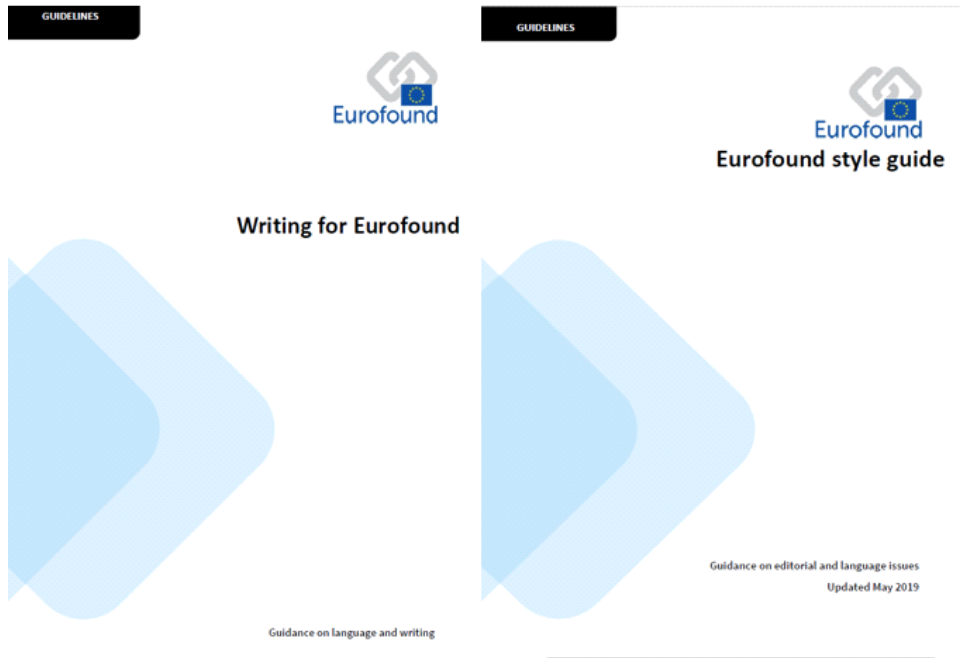 GUIDELINES
Eurofound
Writing for Eurofound
Guidance on language and writing
GUIDELINES
Eurofound
Eurofound style guide
Guidance on editorial and language issues
Updated May 2019